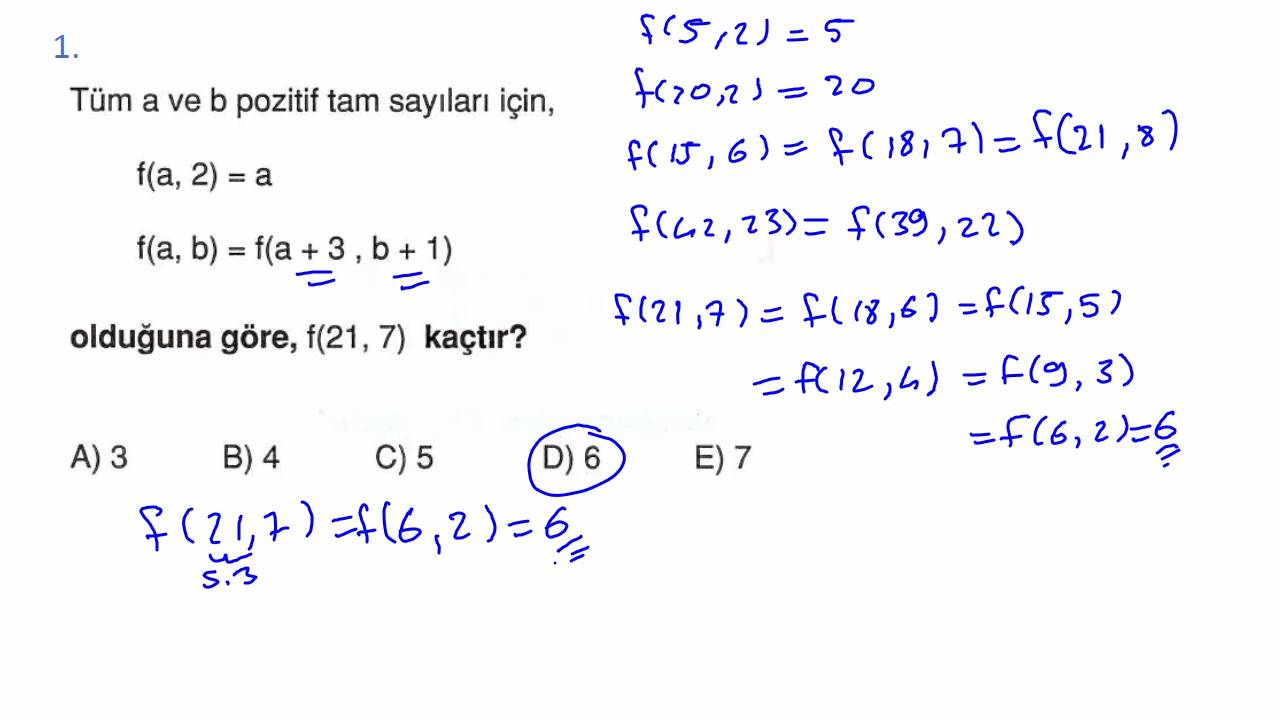 1.
Tüm a ve b pozitif tam sayıları için,
f(a, 2) = a
f(a, b) = f(a + 3 , b + 1)
olduğuna göre, f(21, 7) kaçtır?
A) 3 B) 4 C) 5 D) 6 E) 7
f(21,7) = f(6,2) = 6
5.3
f(5,2) = 5
f(20,2) = 20
f(15,6) = f(18,7) = f(21,8)
f(42,23) = f(39,22)
f(21,7) = f(18,6) = f(15,5)
= f(12,4) = f(9,3)
= f(6,2) = 6